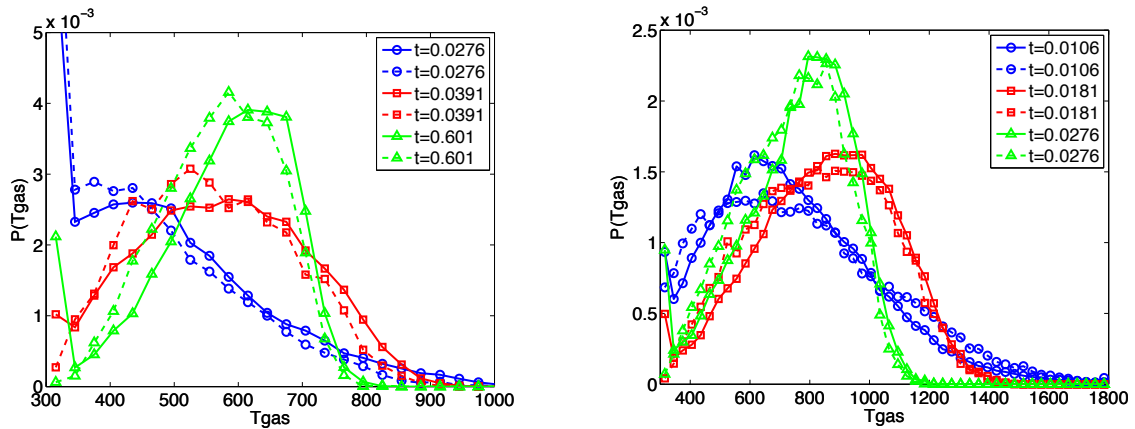 x 10⁻³
5
4
3
2
1
0
P(Tgas)
300 400 500 600 700 800 900 1000
Tgas
t=0.0276
t=0.0276
t=0.0391
t=0.0391
t=0.601
t=0.601
x 10⁻³
2.5
2
1.5
1
0.5
0
P(Tgas)
400 600 800 1000 1200 1400 1600 1800
Tgas
t=0.0106
t=0.0106
t=0.0181
t=0.0181
t=0.0276
t=0.0276